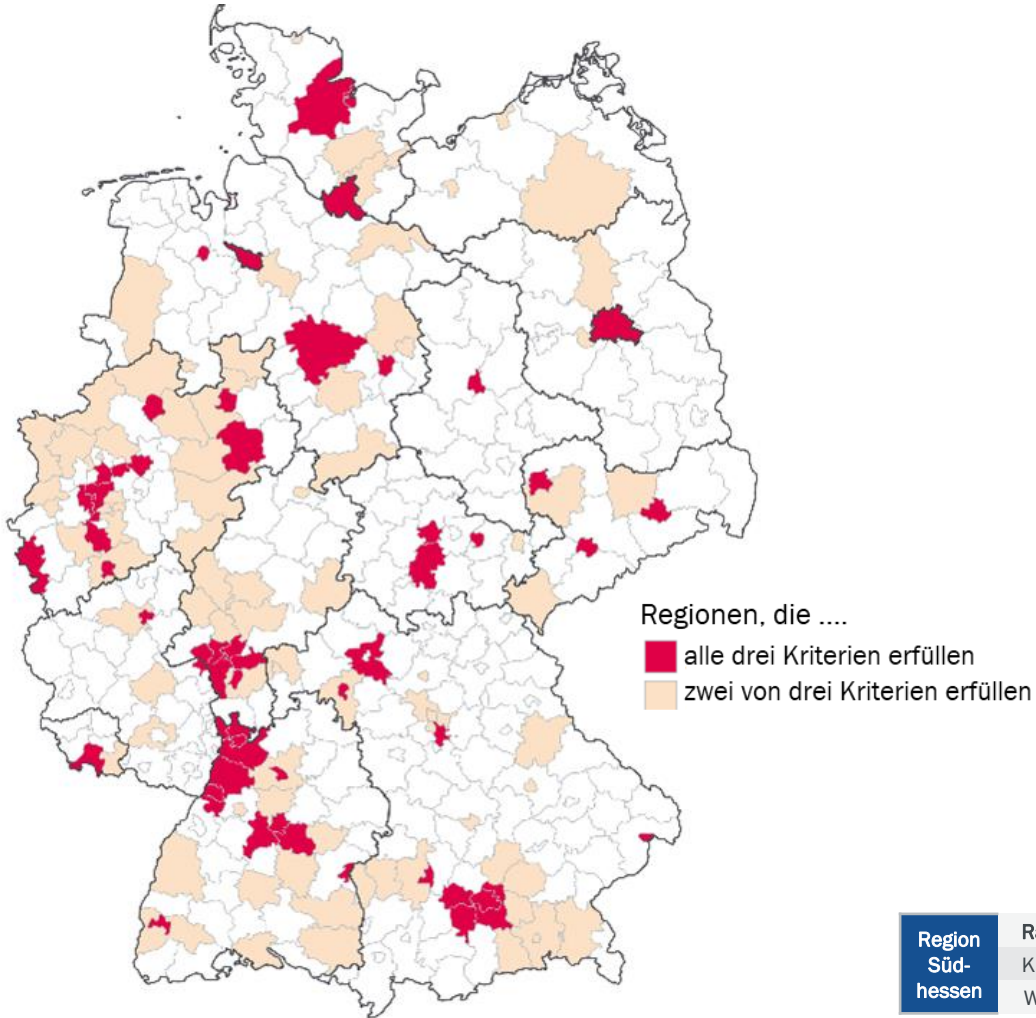 Regionen, die ....
alle drei Kriterien erfüllen
zwei von drei Kriterien erfüllen
Region
Süd-
hessen